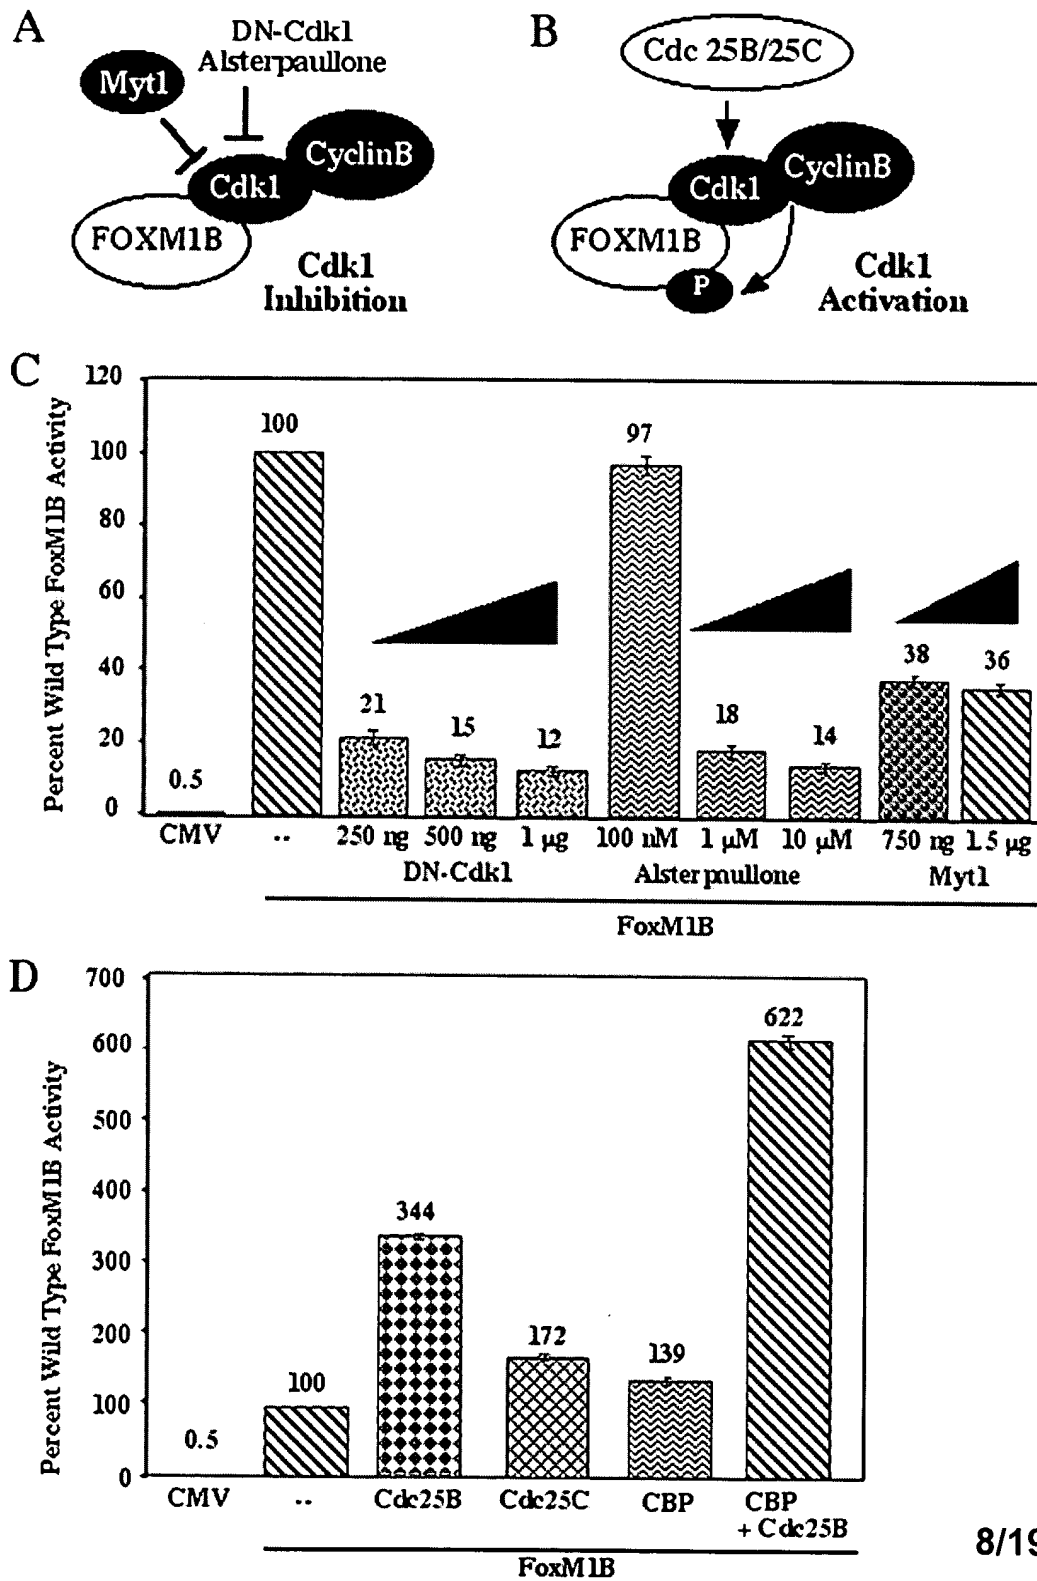 A
DN-Cdk1
Alsterpaullone
Myt1
CyclinB
Cdk1
FOXM1B
Cdk1
Inhibition
B
Cdc 25B/25C
CyclinB
Cdk1
FOXM1B
P
Cdk1
Activation
C
Percent Wild Type FoxM1B Activity
120
100
80
60
40
20
0
0.5
100
21
15
12
97
18
14
38
36
CMV
--
250 ng
500 ng
1 µg
100 nM
1 µM
10 µM
750 ng
1.5 µg
DN-Cdk1
Alsterpaullone
Myt1
FoxM1B
D
Percent Wild Type FoxM1B Activity
700
600
500
400
300
200
100
0
0.5
100
344
172
139
622
CMV
--
Cdc25B
Cdc25C
CBP
CBP
+ Cdc25B
FoxM1B
8/19